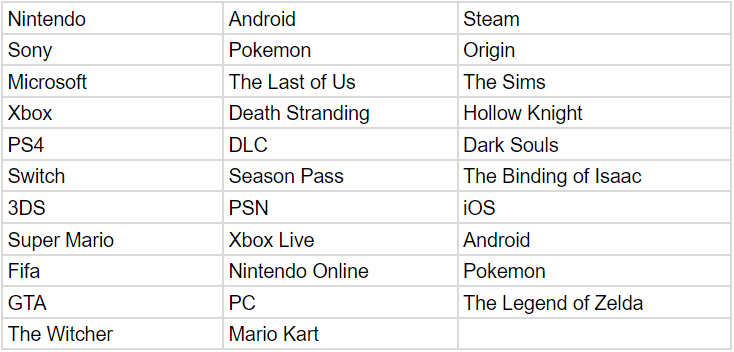 Nintendo Android Steam
Sony Pokemon Origin
Microsoft The Last of Us The Sims
Xbox Death Stranding Hollow Knight
PS4 DLC Dark Souls
Switch Season Pass The Binding of Isaac
3DS PSN iOS
Super Mario Xbox Live Android
Fifa Nintendo Online Pokemon
GTA PC The Legend of Zelda
The Witcher Mario Kart